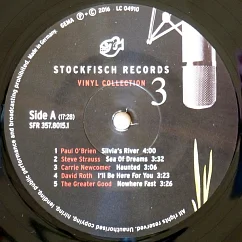 GEMA
℗ © 2016
LC 04910
Made in Germany.
STOCKFISCH RECORDS
VINYL COLLECTION 3
Side A (17:28)
SFR 357.8015.1
1 Paul O'Brien Silvia's River 4:00
2 Steve Strauss Sea Of Dreams 3:32
3 Carrie Newcomer Haunted 3:06
4 David Roth I'll Be Here For You 3:23
5 The Greater Good Nowhere Fast 3:26
Unauthorised copying, hiring, lending, public performance and broadcasting prohibited.
All rights reserved.